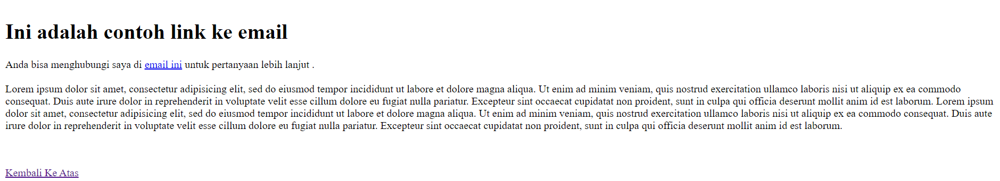 Ini adalah contoh link ke email
Anda bisa menghubungi saya di email ini untuk pertanyaan lebih lanjut .
Lorem ipsum dolor sit amet, consectetur adipisicing elit, sed do eiusmod tempor incididunt ut labore et dolore magna aliqua. Ut enim ad minim veniam, quis nostrud exercitation ullamco laboris nisi ut aliquip ex ea commodo
consequat. Duis aute irure dolor in reprehenderit in voluptate velit esse cillum dolore eu fugiat nulla pariatur. Excepteur sint occaecat cupidatat non proident, sunt in culpa qui officia deserunt mollit anim id est laborum. Lorem ipsum
dolor sit amet, consectetur adipisicing elit, sed do eiusmod tempor incididunt ut labore et dolore magna aliqua. Ut enim ad minim veniam, quis nostrud exercitation ullamco laboris nisi ut aliquip ex ea commodo consequat. Duis aute
irure dolor in reprehenderit in voluptate velit esse cillum dolore eu fugiat nulla pariatur. Excepteur sint occaecat cupidatat non proident, sunt in culpa qui officia deserunt mollit anim id est laborum.
Kembali Ke Atas